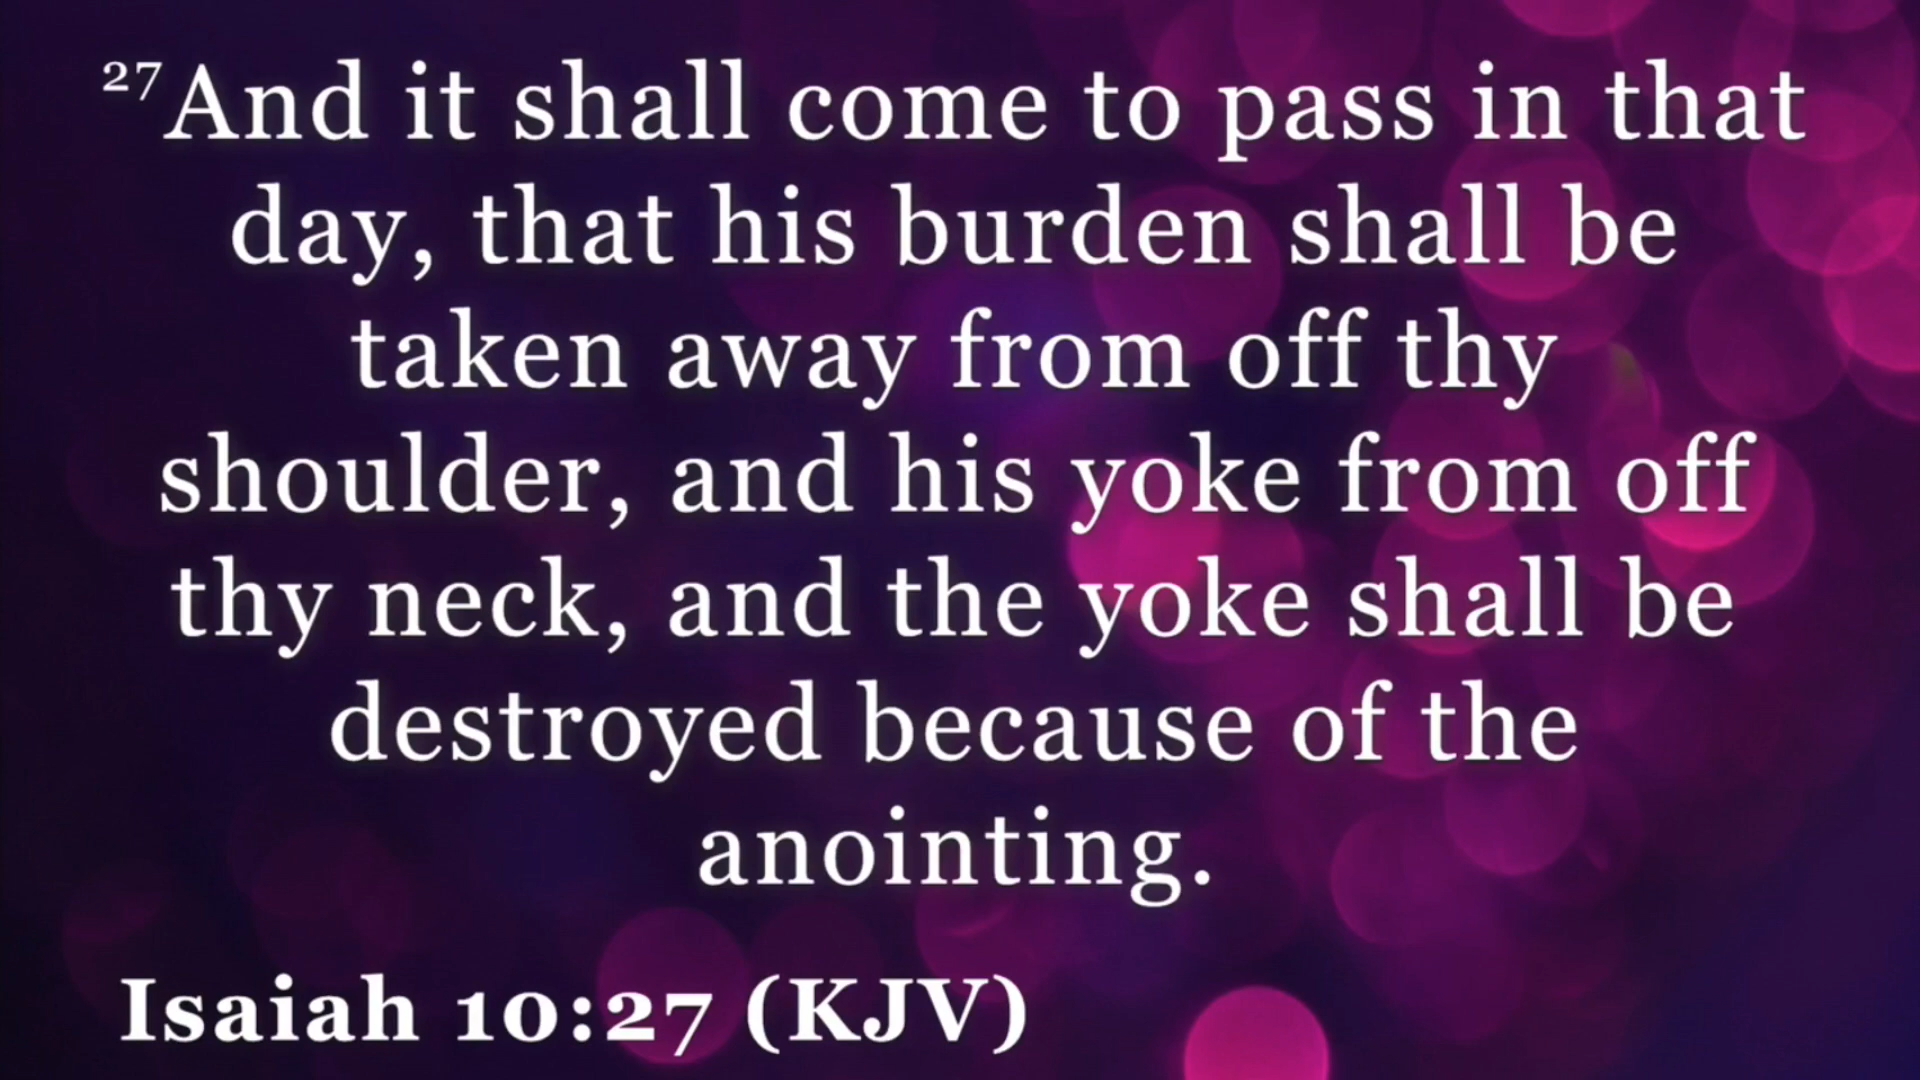 27And it shall come to pass in that
day, that his burden shall be
taken away from off thy
shoulder, and his yoke from off
thy neck, and the yoke shall be
destroyed because of the
anointing.
Isaiah 10:27 (KJV)